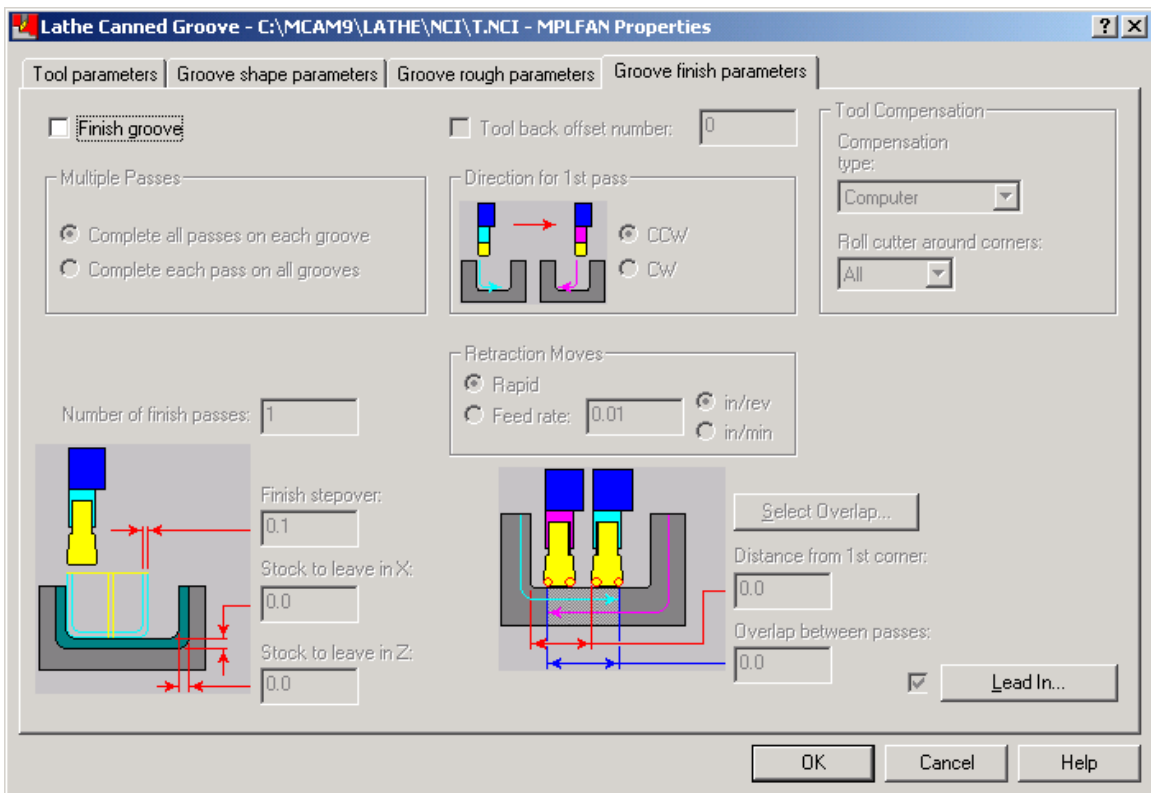 Lathe Canned Groove - C:\MCAM9\LATHE\NCI\T.NCI - MPLFAN Properties
Tool parameters
Groove shape parameters
Groove rough parameters
Groove finish parameters
Finish groove
Tool back offset number:
0
Multiple Passes
Complete all passes on each groove
Complete each pass on all grooves
Direction for 1st pass
CCW
CW
Tool Compensation
Compensation
type:
Computer
Roll cutter around corners:
All
Retraction Moves
Rapid
Feed rate:
0.01
in/rev
in/min
Number of finish passes:
1
Finish stepover:
0.1
Stock to leave in X:
0.0
Stock to leave in Z:
0.0
Select Overlap...
Distance from 1st corner:
0.0
Overlap between passes:
0.0
Lead In...
OK
Cancel
Help